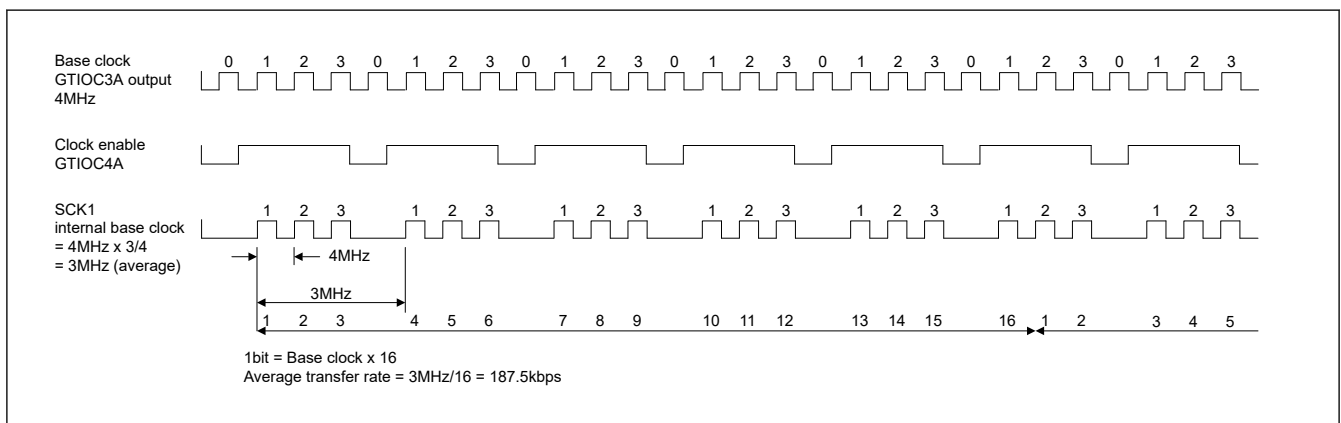 Base clock
GTIOC3A output
4MHz
0 1 2 3 0 1 2 3 0 1 2 3 0 1 2 3 0 1 2 3 0 1 2 3 0 1 2 3
Clock enable
GTIOC4A
SCK1
internal base clock
= 4MHz x 3/4
= 3MHz (average)
1 2 3 1 2 3 1 2 3 1 2 3 1 2 3 1 2 3 1 2 3
4MHz
3MHz
1 2 3 4 5 6 7 8 9 10 11 12 13 14 15 16 1 2 3 4 5
1bit = Base clock x 16
Average transfer rate = 3MHz/16 = 187.5kbps